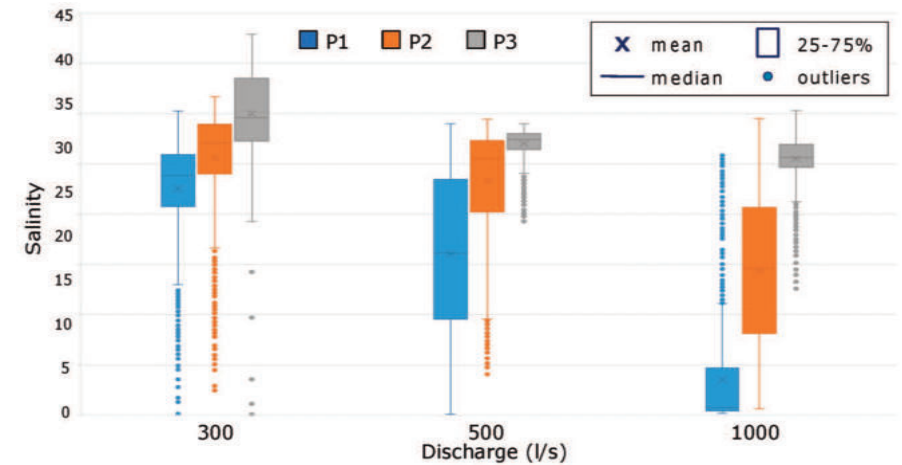 45
40
35
30
25
20
15
10
5
0
Salinity
P1 P2 P3
mean 25-75%
median outliers
300 500 1000
Discharge (l/s)